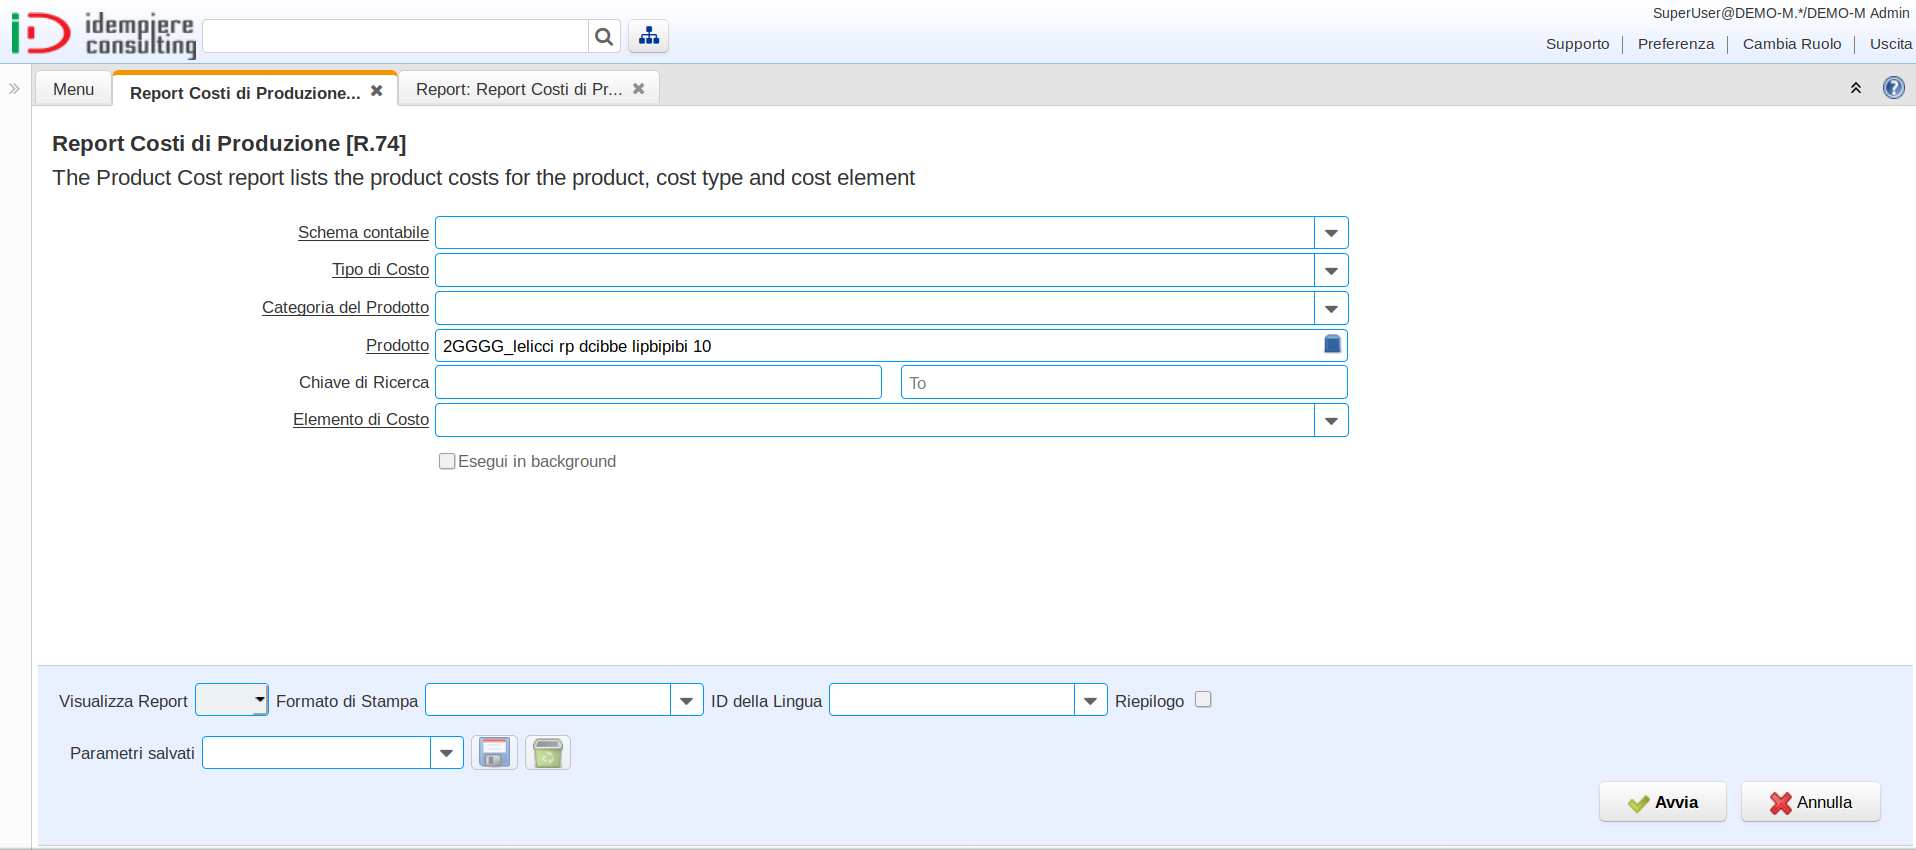 idempiere
consulting
SuperUser@DEMO-M.*/DEMO-M Admin
Supporto Preferenza Cambia Ruolo Uscita
Menu Report Costi di Produzione... Report: Report Costi di Pr...
Report Costi di Produzione [R.74]
The Product Cost report lists the product costs for the product, cost type and cost element
Schema contabile
Tipo di Costo
Categoria del Prodotto
Prodotto 2GGGG_lelicci rp dcibbe lipbipibi 10
Chiave di Ricerca To
Elemento di Costo
Esegui in background
Visualizza Report Formato di Stampa ID della Lingua Riepilogo
Parametri salvati
Avvia Annulla